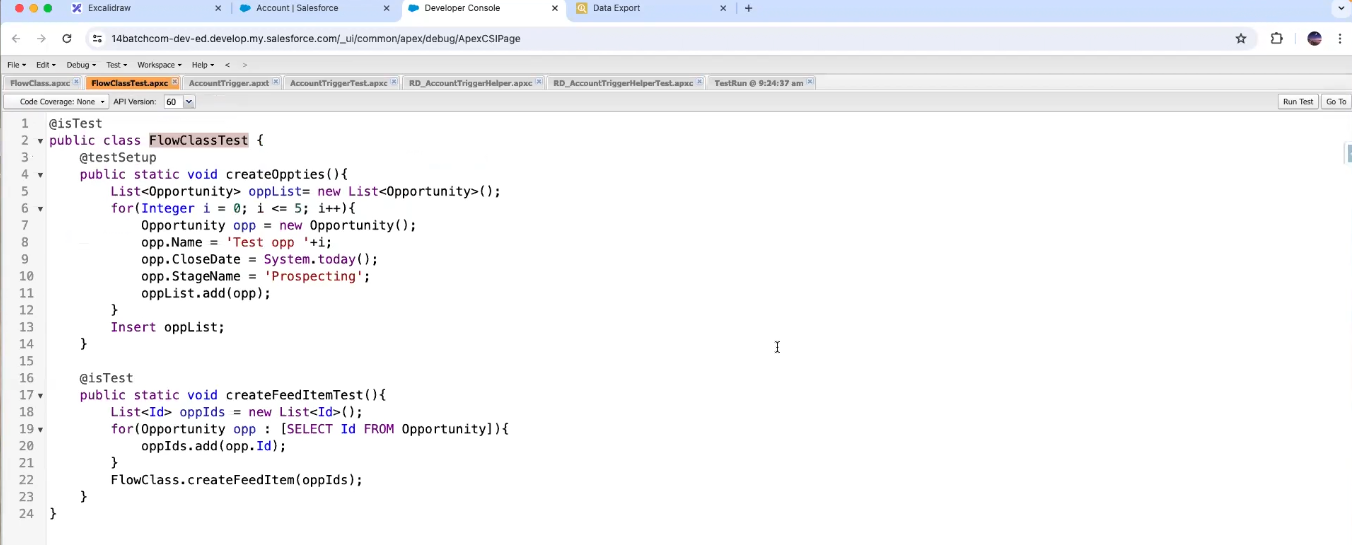 Excalidraw
Account | Salesforce
Developer Console
Data Export
14batchcom-dev-ed.develop.my.salesforce.com/_ui/common/apex/debug/ApexCSIPage
File Edit Debug Test Workspace Help < >
FlowClass.apxc FlowClassTest.apxc AccountTrigger.apxt AccountTriggerTest.apxc RD_AccountTriggerHelper.apxc RD_AccountTriggerHelperTest.apxc TestRun @ 9:24:37 am
Code Coverage: None API Version: 60 Run Test Go To
1 @isTest
2 public class FlowClassTest {
3 @testSetup
4 public static void createOppties(){
5 List<Opportunity> oppList= new List<Opportunity>();
6 for(Integer i = 0; i <= 5; i++){
7 Opportunity opp = new Opportunity();
8 opp.Name = 'Test opp '+i;
9 opp.CloseDate = System.today();
10 opp.StageName = 'Prospecting';
11 oppList.add(opp);
12 }
13 Insert oppList;
14 }
15
16 @isTest
17 public static void createFeedItemTest(){
18 List<Id> oppIds = new List<Id>();
19 for(Opportunity opp : [SELECT Id FROM Opportunity]){
20 oppIds.add(opp.Id);
21 }
22 FlowClass.createFeedItem(oppIds);
23 }
24 }